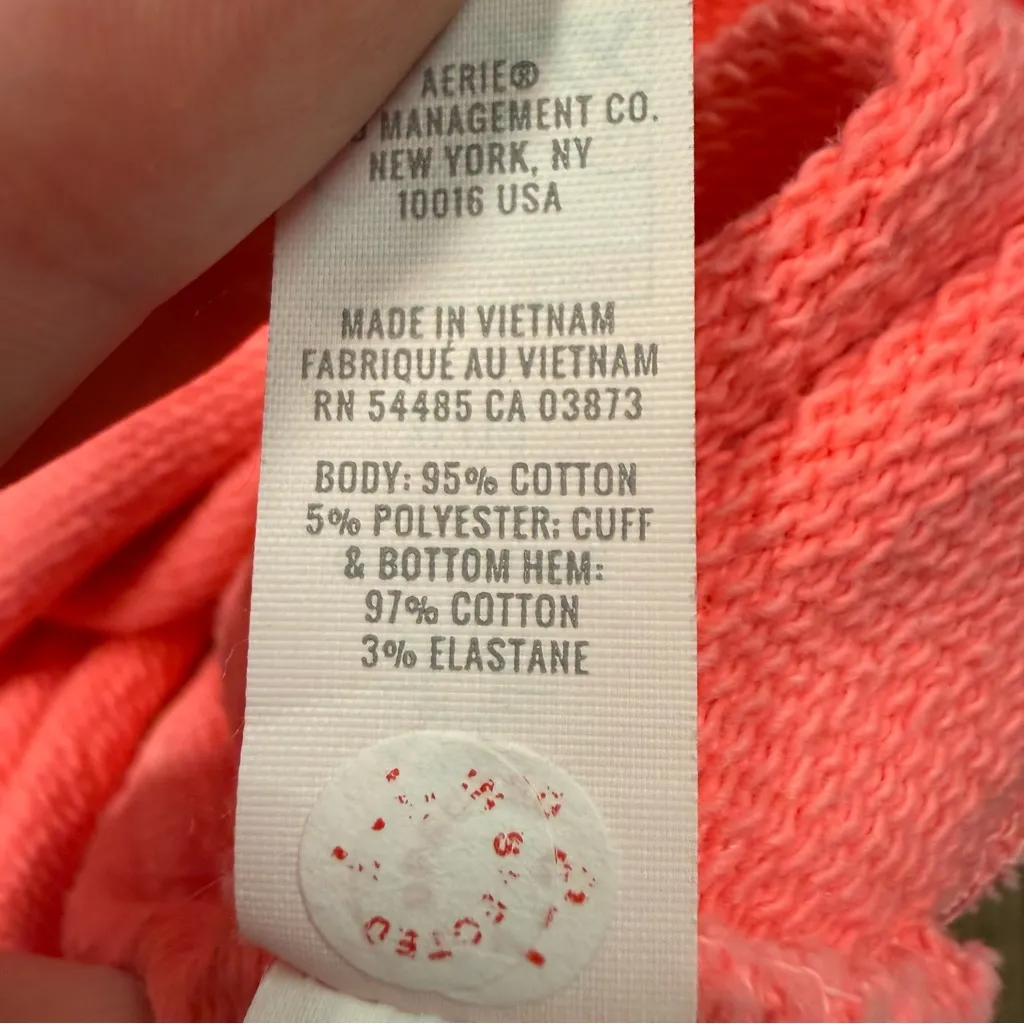 AERIE®
MANAGEMENT CO.
NEW YORK, NY
10016 USA
MADE IN VIETNAM
FABRIQUÉ AU VIETNAM
RN 54485 CA 03873
BODY: 95% COTTON
5% POLYESTER; CUFF
& BOTTOM HEM:
97% COTTON
3% ELASTANE